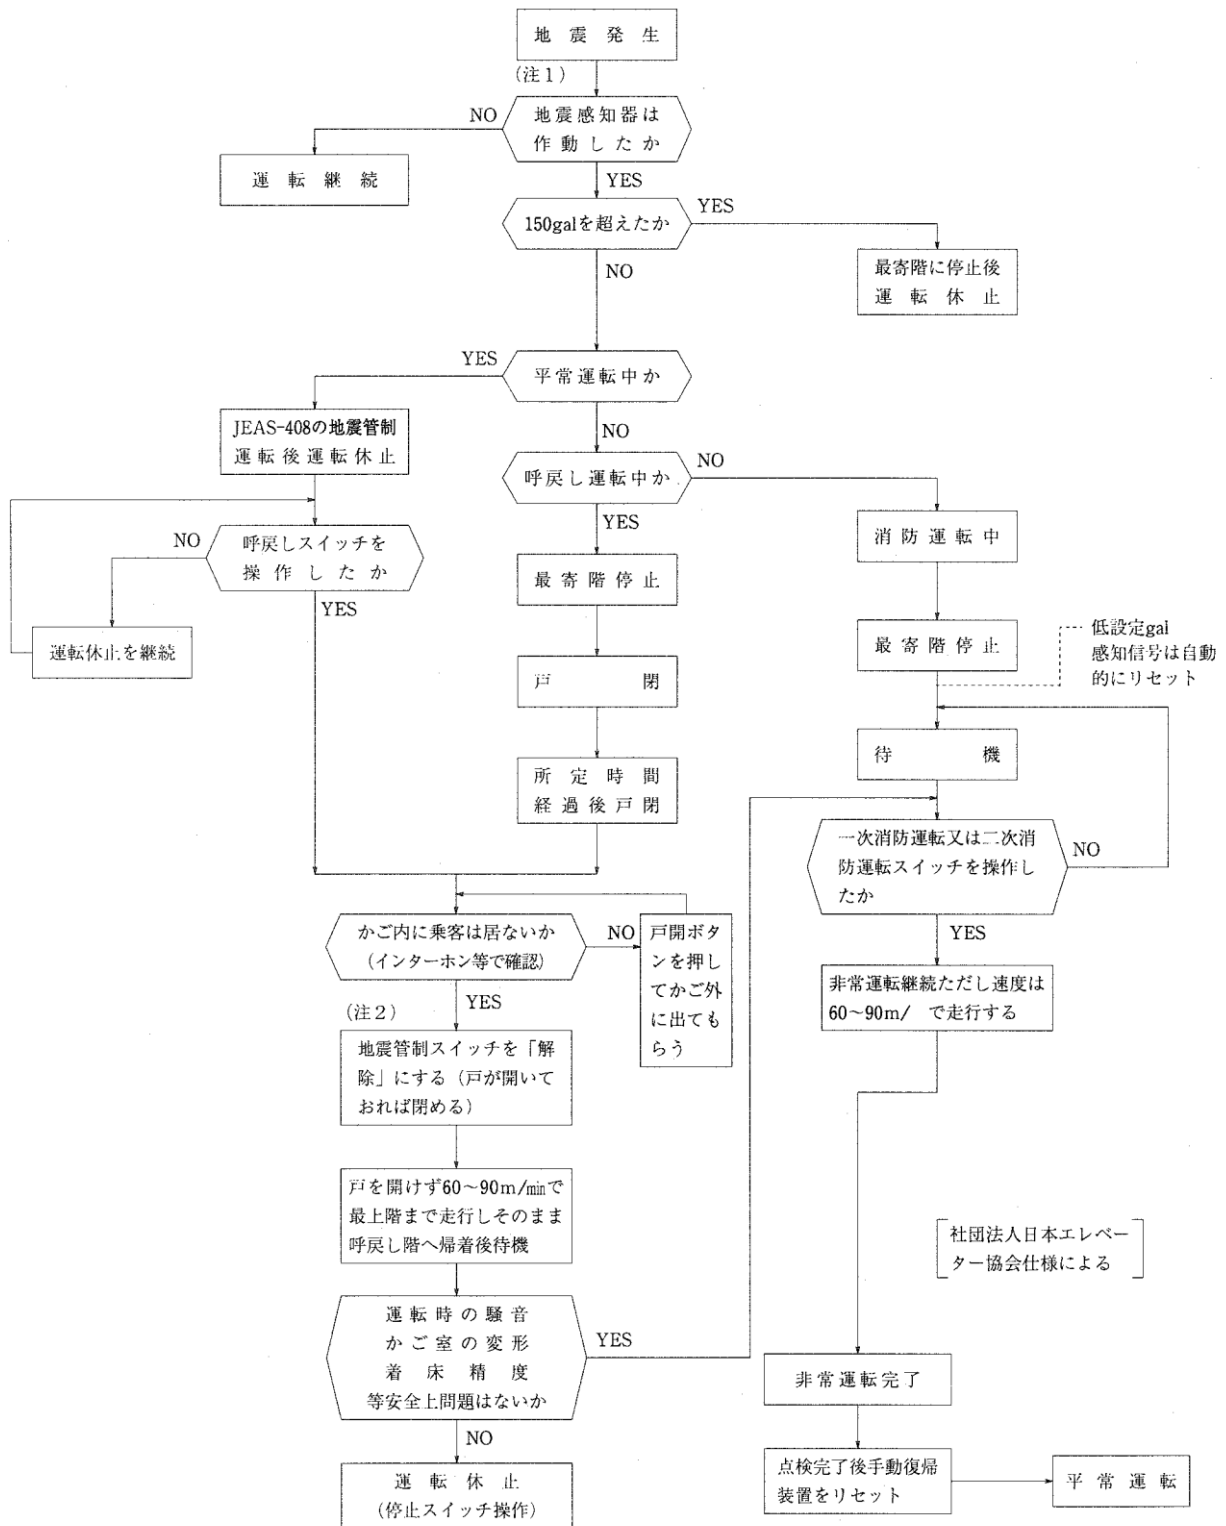 地震発生
(注1)
地震感知器は
作動したか
NO
運転継続
YES
150galを超えたか
YES
最寄階に停止後
運転休止
NO
平常運転中か
YES
JEAS-408の地震管制
運転後運転休止
NO
呼戻し運転中か
NO
YES
呼戻しスイッチを
操作したか
NO
YES
運転休止を継続
最寄階停止
戸閉
所定時間
経過後戸閉
消防運転中
最寄階停止
低設定gal
感知信号は自動
的にリセット
待機
一次消防運転又は二次消
防運転スイッチを操作し
たか
NO
YES
非常運転継続ただし速度は
60～90m/ で走行する
かご内に乗客は居ないか
(インターホン等で確認)
NO
戸開ボタ
ンを押し
てかご外
に出ても
らう
YES
(注2)
地震管制スイッチを「解
除」にする(戸が開いて
おれば閉める)
戸を開けず60～90m/minで
最上階まで走行しそのまま
呼戻し階へ帰着後待機
運転時の騒音
かご室の変形
着床精度
等安全上問題はないか
YES
NO
運転休止
(停止スイッチ操作)
社団法人日本エレベー
ター協会仕様による
非常運転完了
点検完了後手動復帰
装置をリセット
平常運転